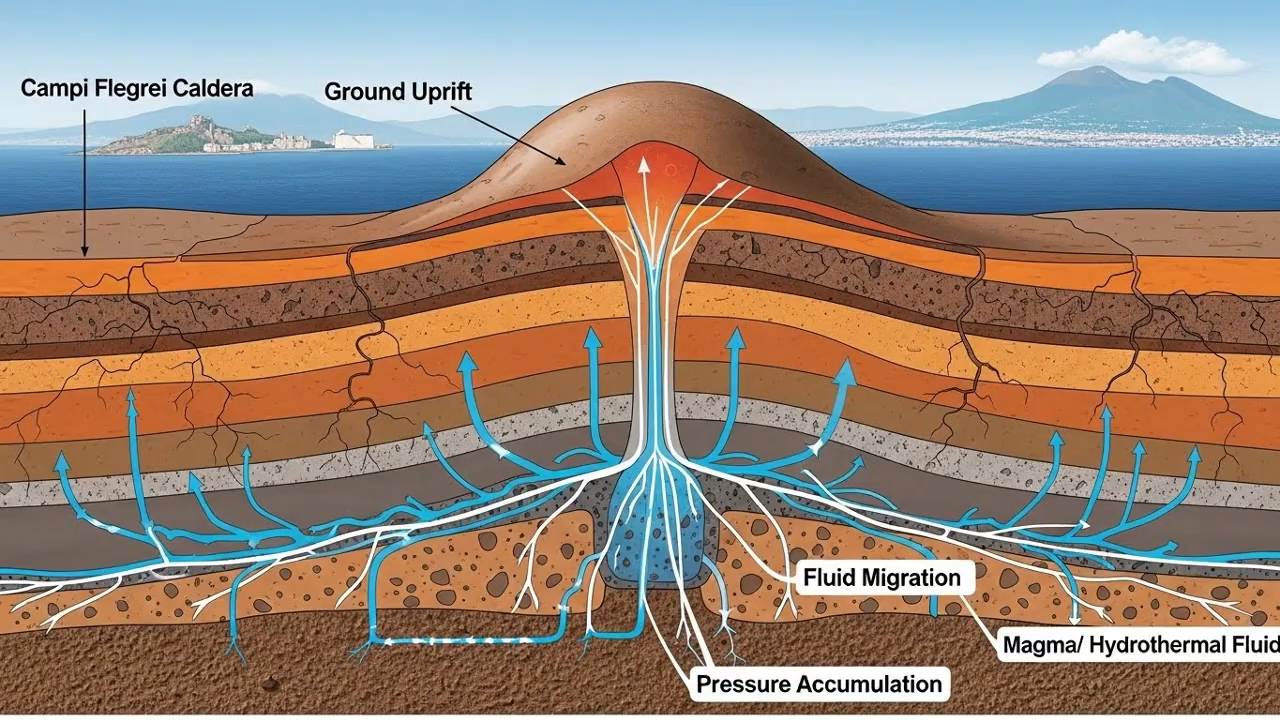 Campi Flegrei Caldera
Ground Uprift
Fluid Migration
Magma/ Hydrothermal Fluid
Pressure Accumulation